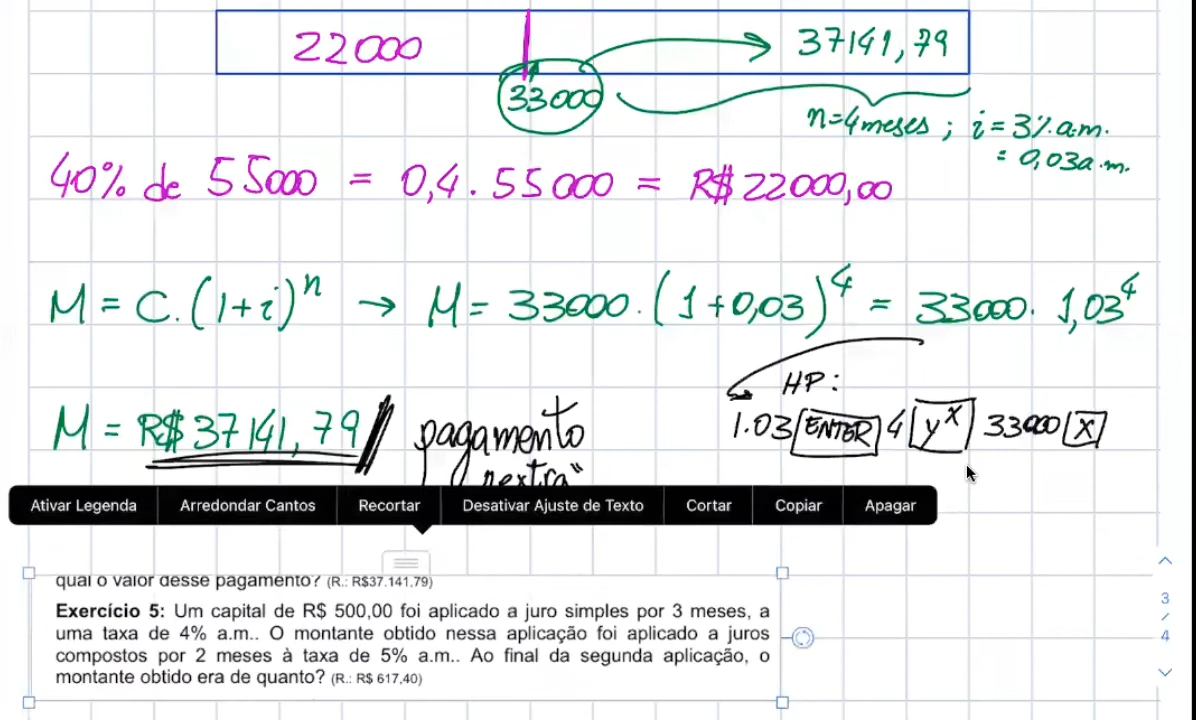 22000
37141,79
33000
n=4meses ; i = 3% a.m.
= 0,03a.m.
40% de 55000 = 0,4 . 55000 = R$ 22000,00
M = C.(1+i)ⁿ → M = 33000 . (1+0,03)⁴ = 33000 . 1,03⁴
HP:
1.03 ENTER 4 yˣ 33000 x
M = R$ 37141,79 // pagamento
"extra"
Ativar Legenda Arredondar Cantos Recortar Desativar Ajuste de Texto Cortar Copiar Apagar
qual o valor desse pagamento? (R.: R$37.141,79)
Exercício 5: Um capital de R$ 500,00 foi aplicado a juro simples por 3 meses, a
uma taxa de 4% a.m.. O montante obtido nessa aplicação foi aplicado a juros
compostos por 2 meses à taxa de 5% a.m.. Ao final da segunda aplicação, o
montante obtido era de quanto? (R.: R$ 617,40)
3
/
4